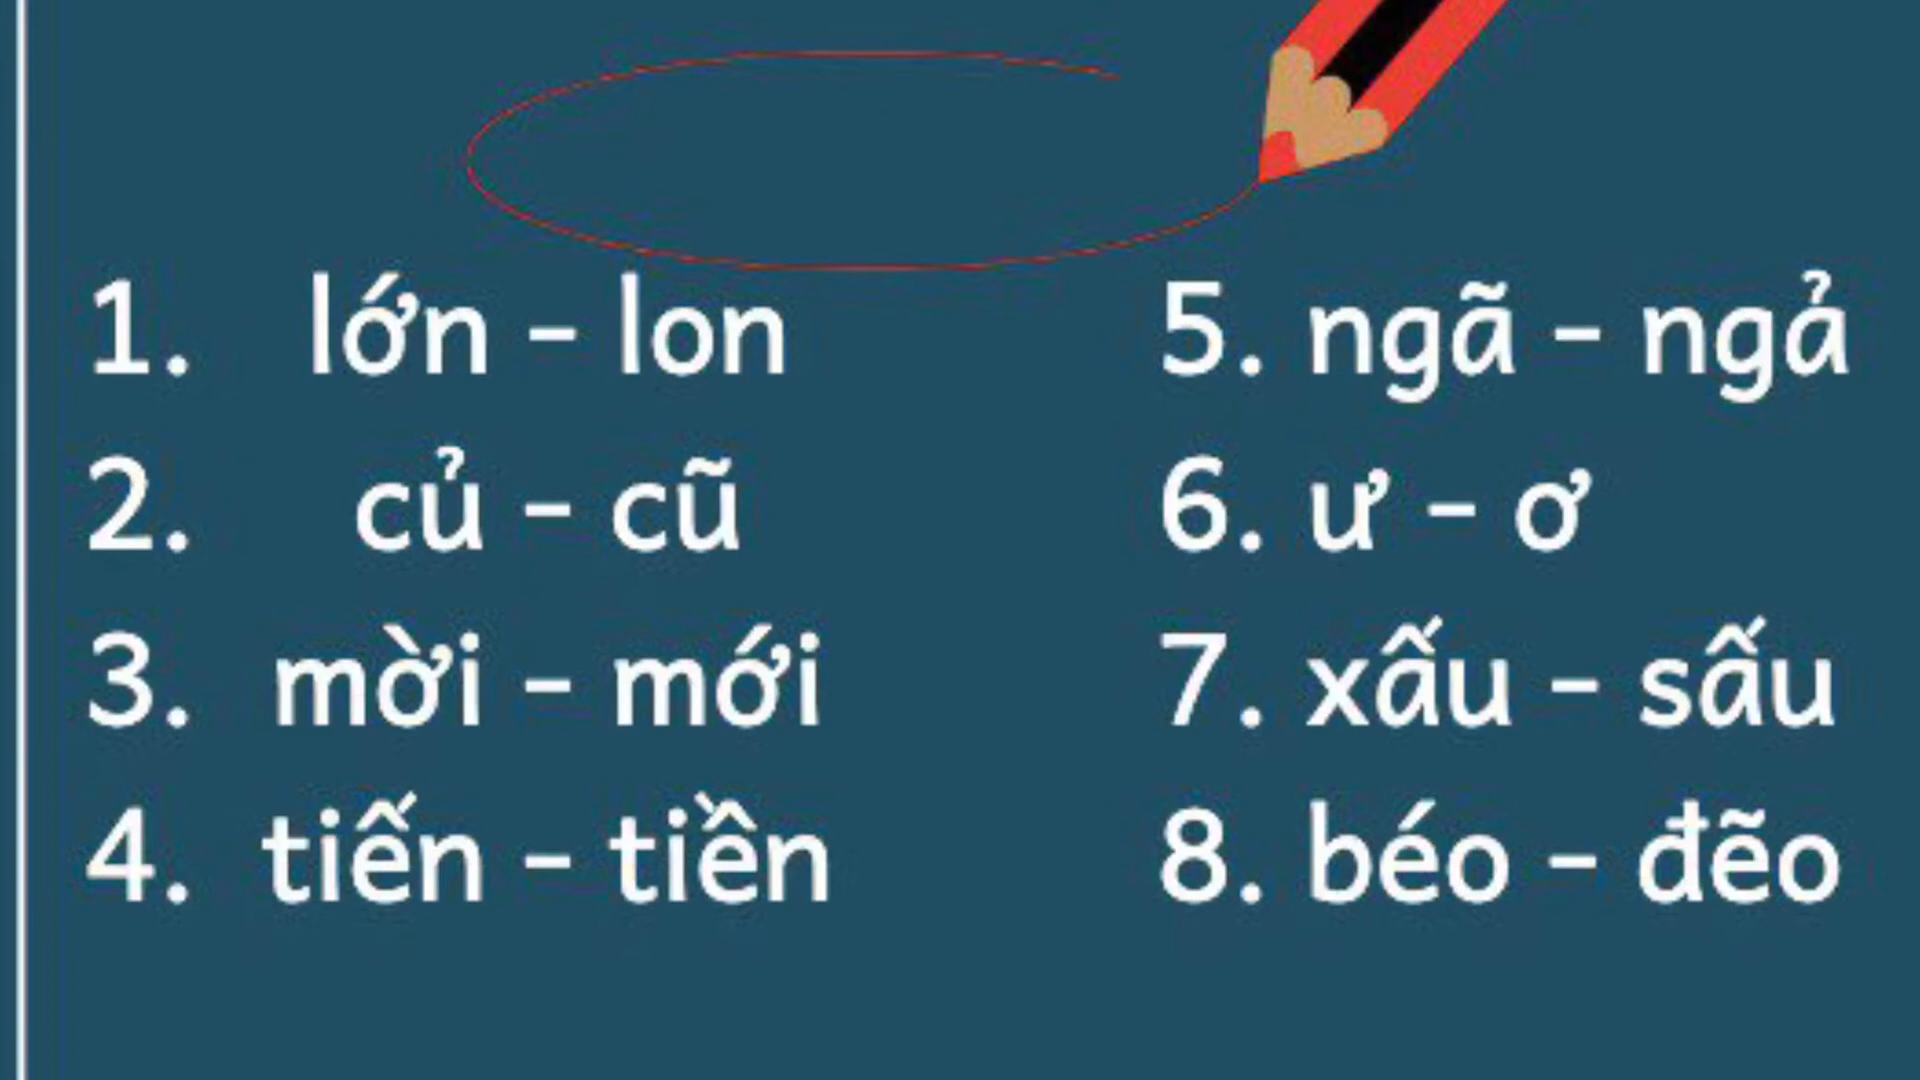 1. lớn - lon
2. củ - cũ
3. mời - mới
4. tiến - tiền
5. ngã - ngả
6. ư - ơ
7. xấu - sấu
8. béo - đẽo